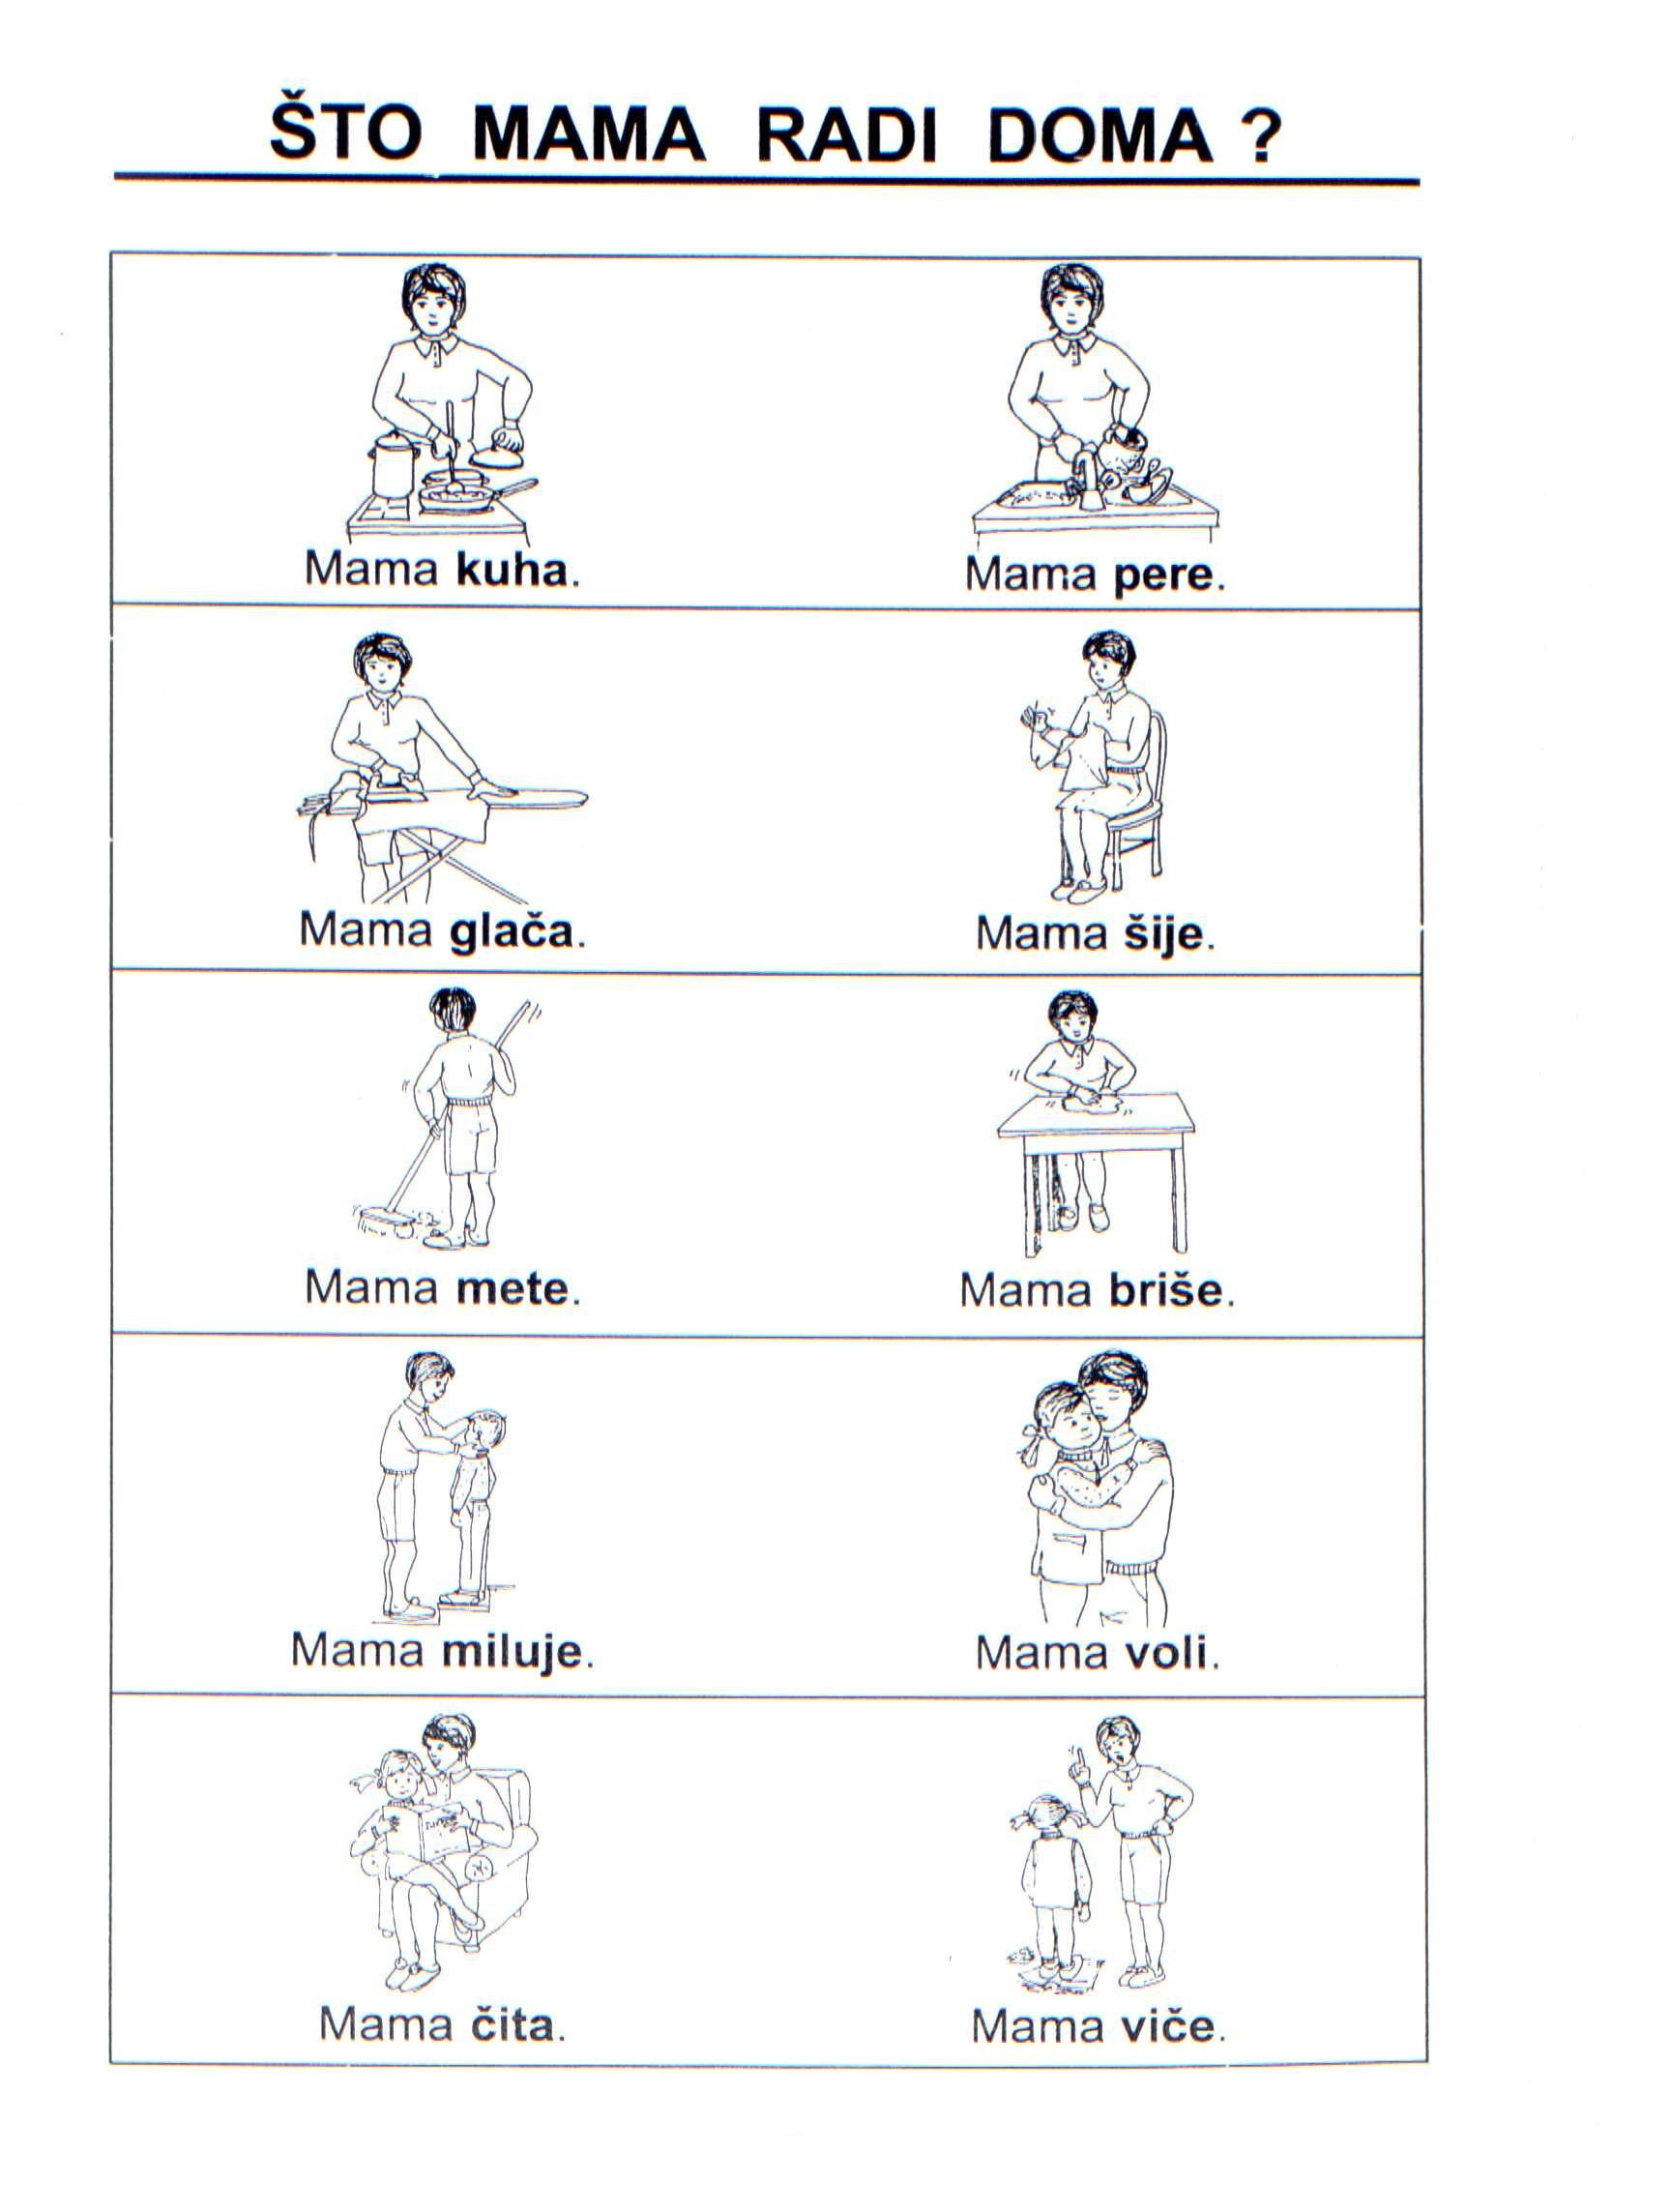 ŠTO MAMA RADI DOMA ?
Mama kuha.
Mama pere.
Mama glača.
Mama šije.
Mama mete.
Mama briše.
Mama miluje.
Mama voli.
Mama čita.
Mama viče.